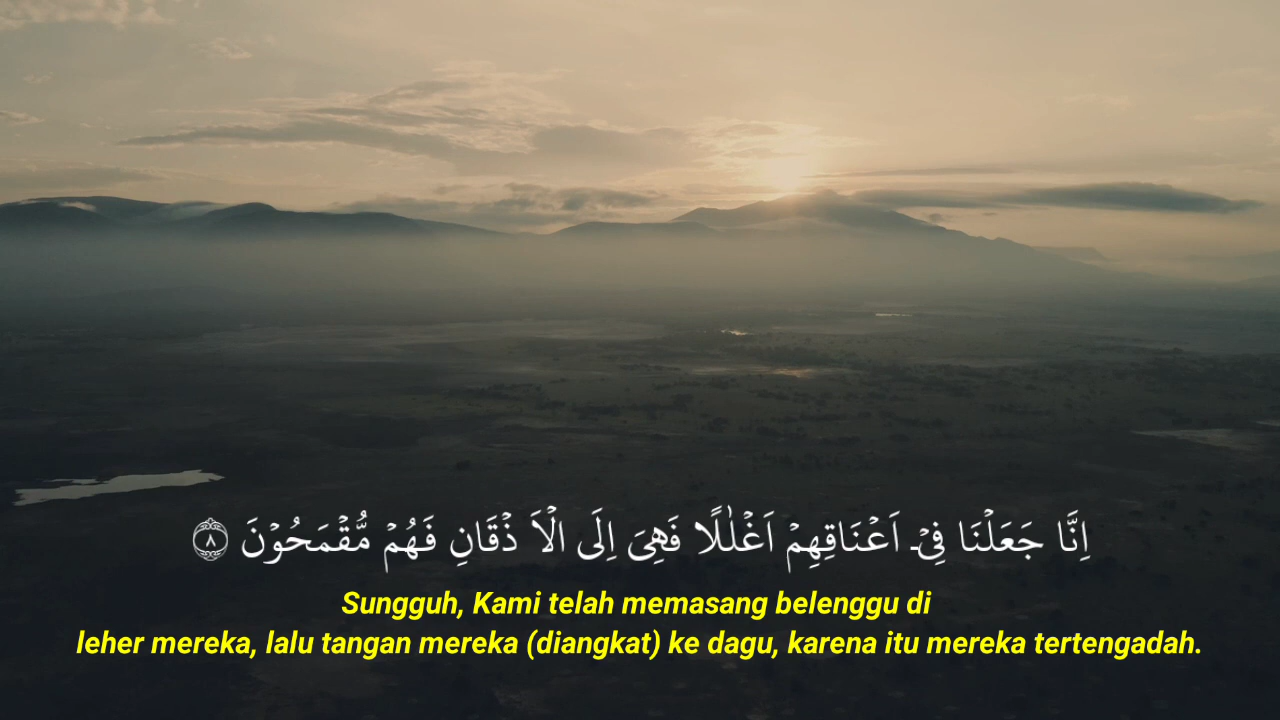 اِنَّا جَعَلْنَا فِيْۤ اَعْنَاقِهِمْ اَغْلٰلًا فَهِيَ اِلَى الْاَ ذْقَانِ فَهُمْ مُّقْمَحُوْنَ ۝٨
Sungguh, Kami telah memasang belenggu di
leher mereka, lalu tangan mereka (diangkat) ke dagu, karena itu mereka tertengadah.